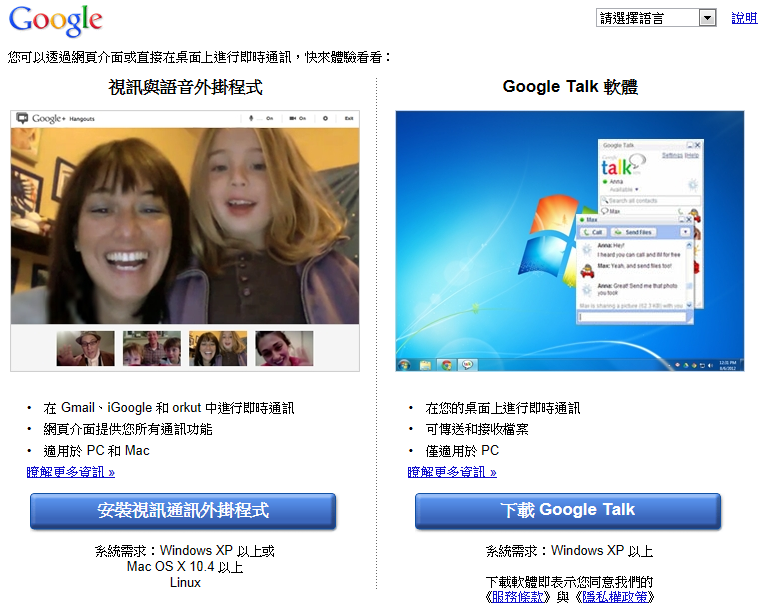 Google
請選擇語言
說明
您可以透過網頁介面或直接在桌面上進行即時通訊，快來體驗看看：
視訊與語音外掛程式
Google+ Hangouts
On
On
Exit
在 Gmail、iGoogle 和 orkut 中進行即時通訊
網頁介面提供您所有通訊功能
適用於 PC 和 Mac
瞭解更多資訊 »
安裝視訊通訊外掛程式
系統需求：Windows XP 以上或
Mac OS X 10.4 以上
Linux
Google Talk 軟體
Google Talk
talk
Settings
Help
Anna
Available
Search all contacts
Max
Max
Call
Send Files
Anna: Hey!
I heard you can call and IM for free
Max: Yeah, and send files too!
Anna: Great! Send me that photo
you took
Max is sharing a picture (62.3 KB) with you
在您的桌面上進行即時通訊
可傳送和接收檔案
僅適用於 PC
瞭解更多資訊 »
下載 Google Talk
系統需求：Windows XP 以上
下載軟體即表示您同意我們的
《服務條款》與《隱私權政策》